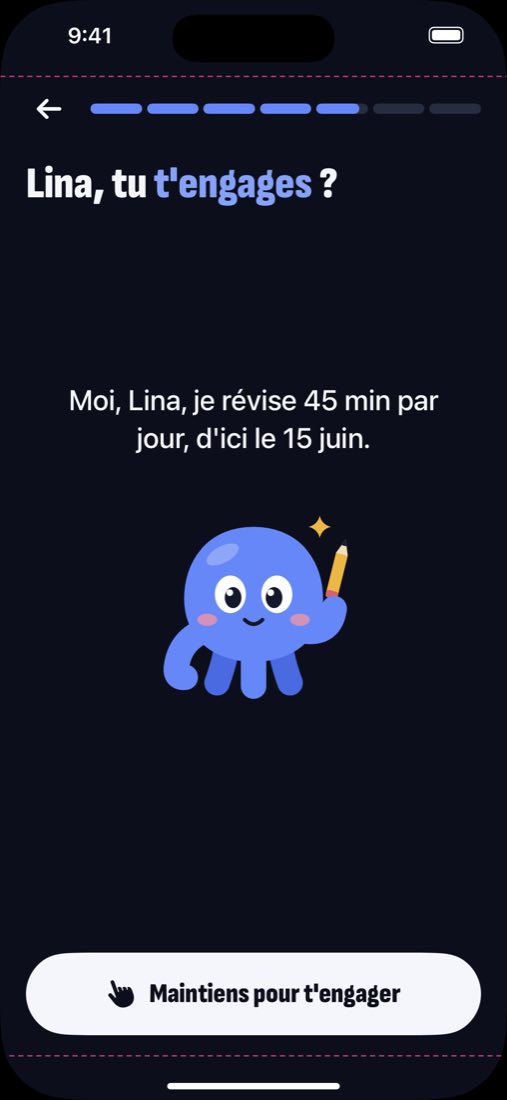 9:41
Lina, tu t'engages ?
Moi, Lina, je révise 45 min par
jour, d'ici le 15 juin.
Maintiens pour t'engager